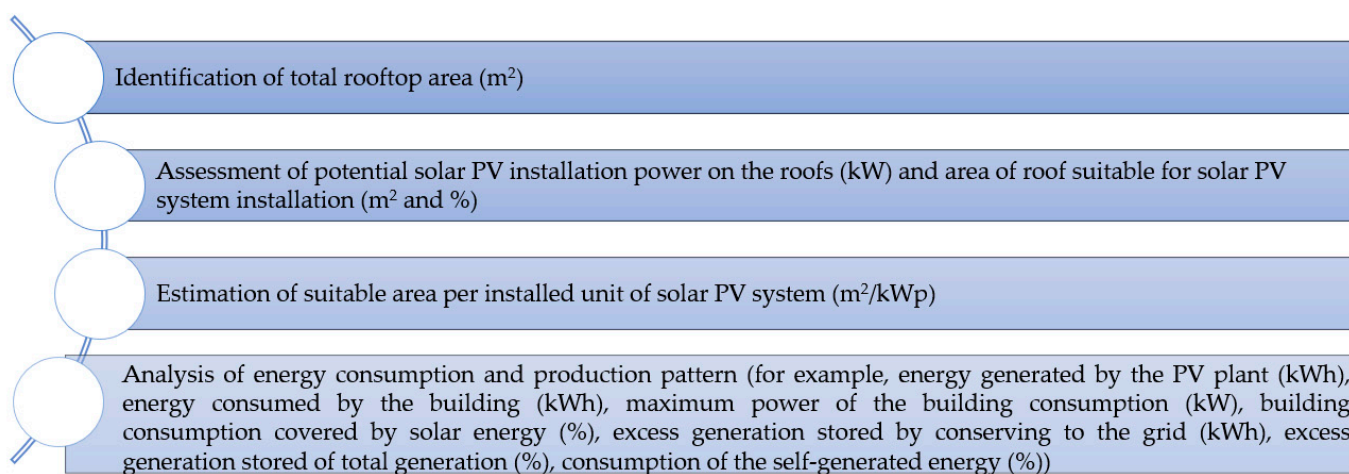 Identification of total rooftop area (m²)
Assessment of potential solar PV installation power on the roofs (kW) and area of roof suitable for solar PV
system installation (m² and %)
Estimation of suitable area per installed unit of solar PV system (m²/kWp)
Analysis of energy consumption and production pattern (for example, energy generated by the PV plant (kWh),
energy consumed by the building (kWh), maximum power of the building consumption (kW), building
consumption covered by solar energy (%), excess generation stored by conserving to the grid (kWh), excess
generation stored of total generation (%), consumption of the self-generated energy (%))